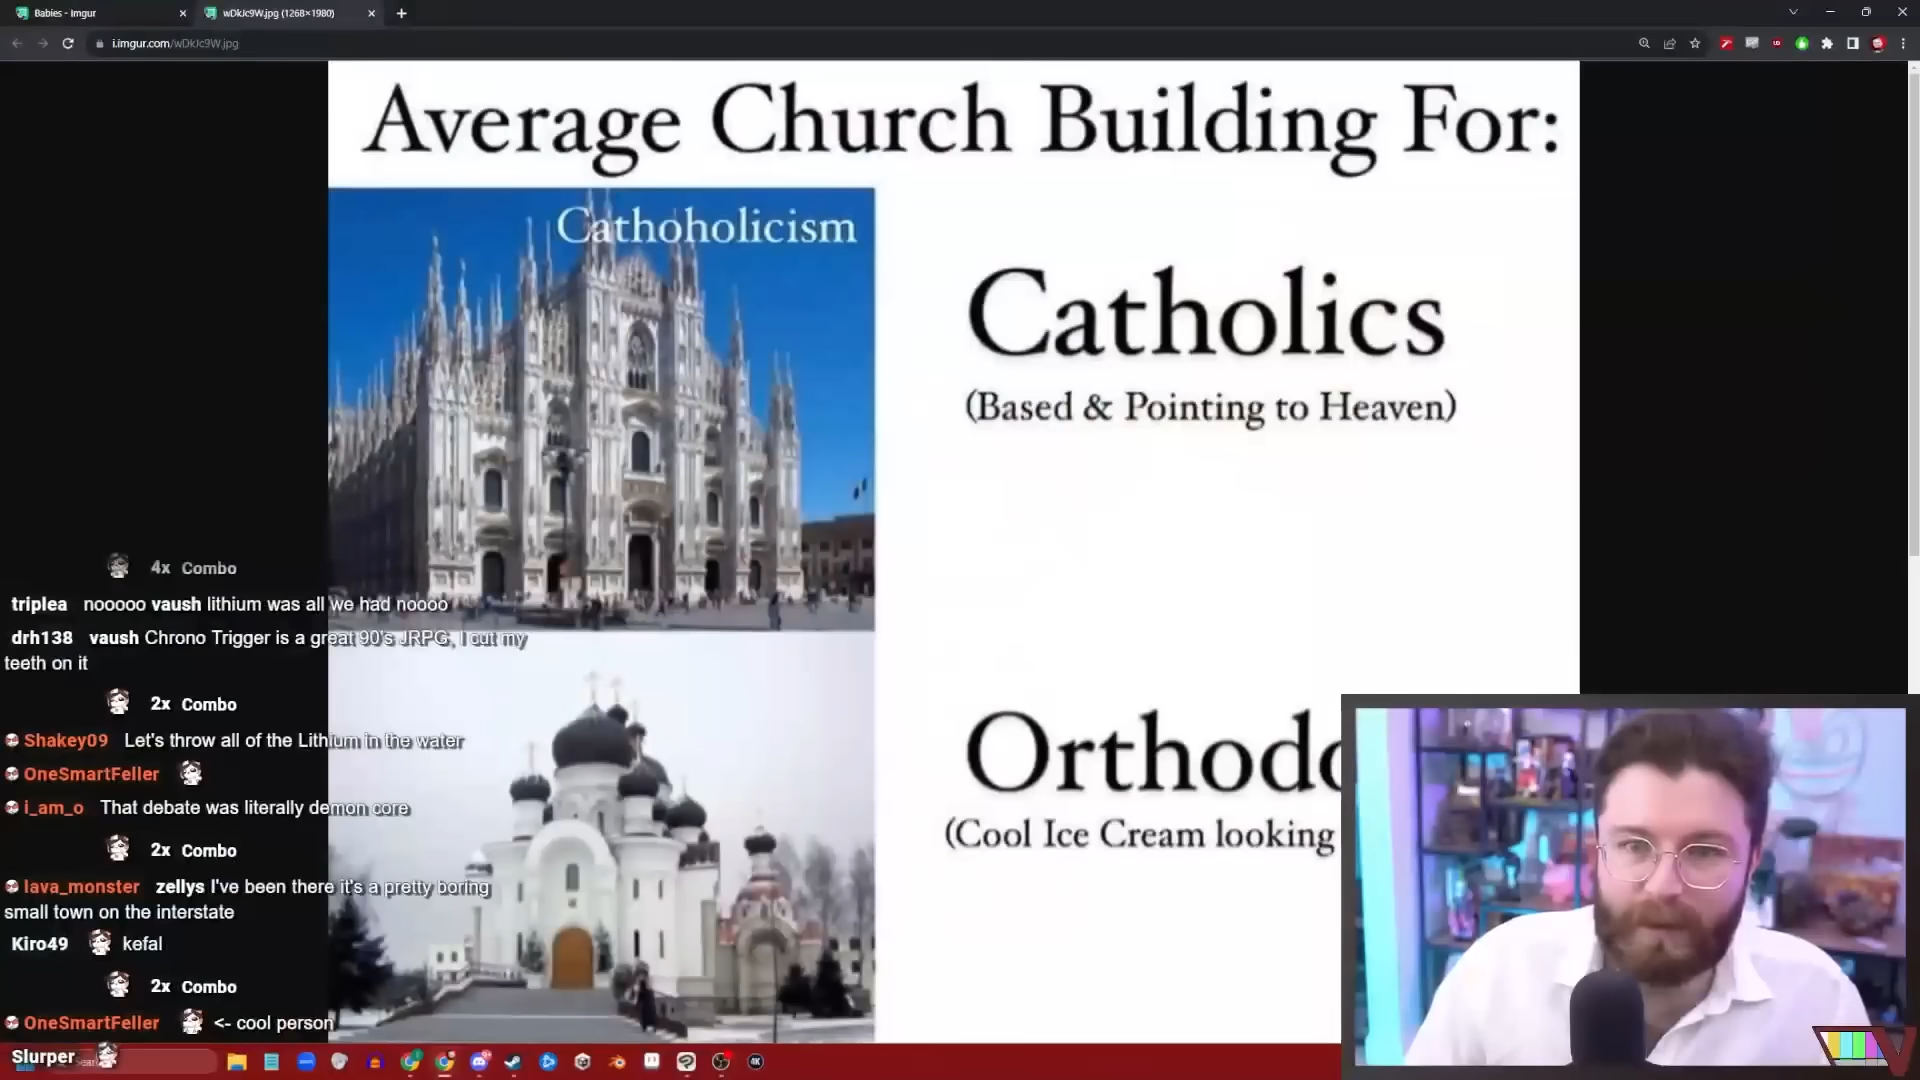 Babies - Imgur
wDkJc9W.jpg (1268×1980)
i.imgur.com/wDkJc9W.jpg
Average Church Building For:
Cathoholicism
Catholics
(Based & Pointing to Heaven)
Orthodo
(Cool Ice Cream looking
4x Combo
triplea nooooo vaush lithium was all we had noooo
drh138 vaush Chrono Trigger is a great 90's JRPG, I cut my
teeth on it
2x Combo
Shakey09 Let's throw all of the Lithium in the water
OneSmartFeller
i_am_o That debate was literally demon core
2x Combo
lava_monster zellys I've been there it's a pretty boring
small town on the interstate
Kiro49 kefal
2x Combo
OneSmartFeller <- cool person
Slurper
4K
V